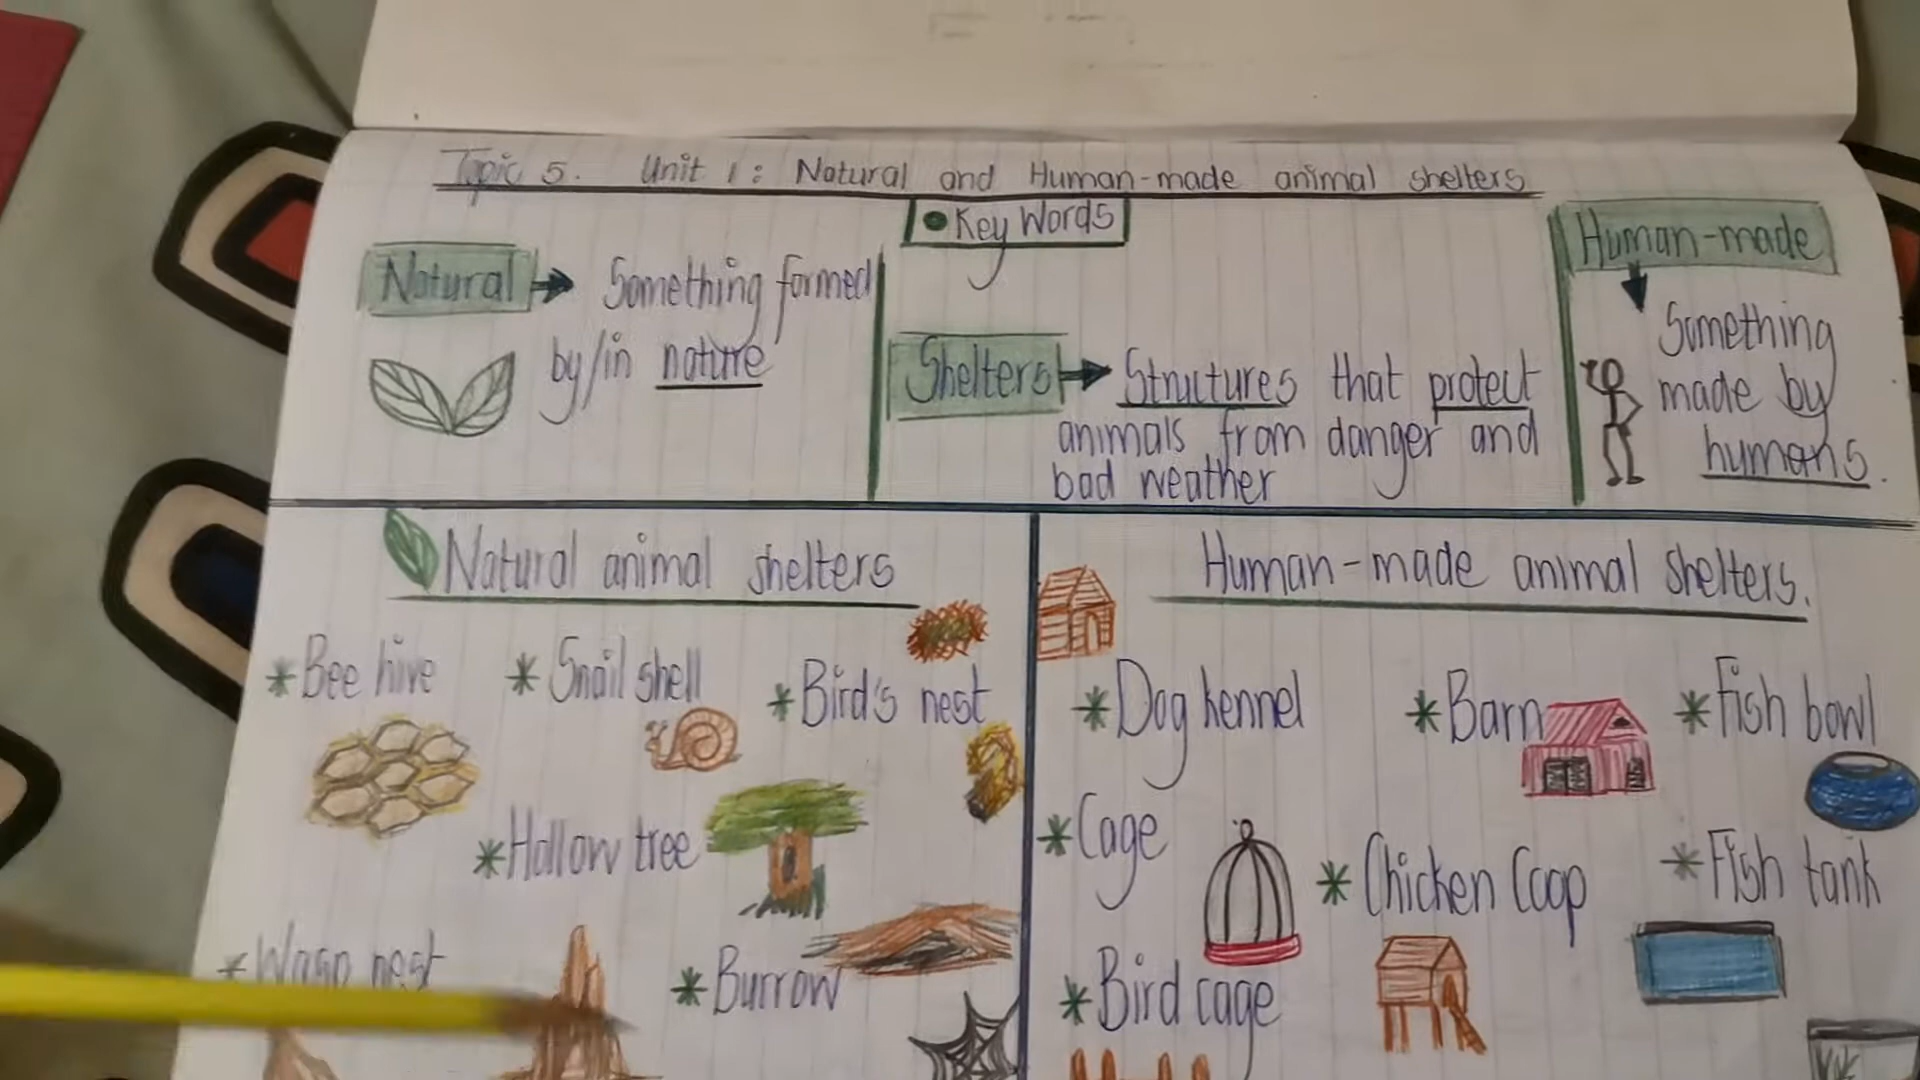 Topic 5. Unit 1: Natural and Human-made animal shelters
Key Words
Natural
Something formed
by/in nature
Shelters
Structures that protect
animals from danger and
bad weather
Human-made
Something
made by
humans.
Natural animal shelters
* Bee hive
* Snail shell
* Bird's nest
* Hollow tree
* Wasp nest
* Burrow
Human-made animal shelters.
* Dog kennel
* Barn
* Fish bowl
* Cage
* Chicken Coop
* Fish tank
* Bird cage